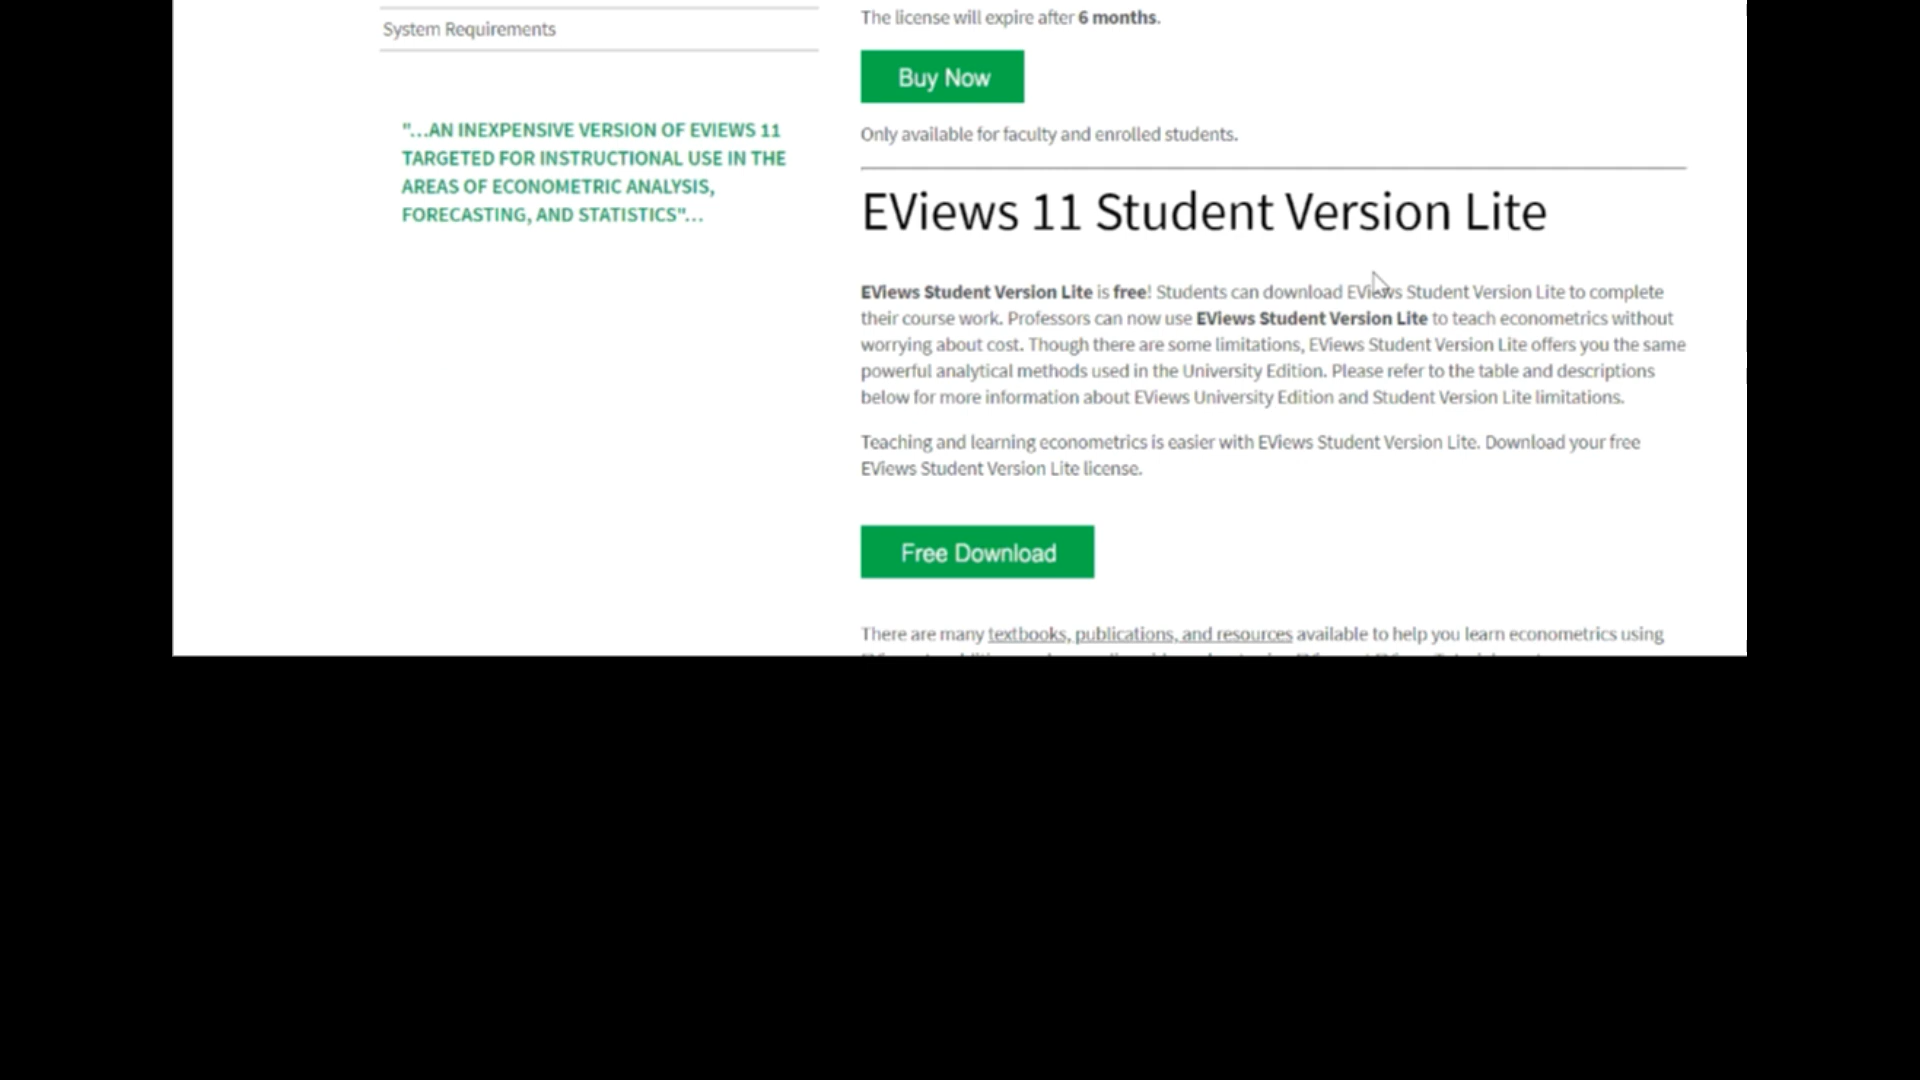 System Requirements
"...AN INEXPENSIVE VERSION OF EVIEWS 11
TARGETED FOR INSTRUCTIONAL USE IN THE
AREAS OF ECONOMETRIC ANALYSIS,
FORECASTING, AND STATISTICS"...
The license will expire after 6 months.
Buy Now
Only available for faculty and enrolled students.
EViews 11 Student Version Lite
EViews Student Version Lite is free! Students can download EViews Student Version Lite to complete
their course work. Professors can now use EViews Student Version Lite to teach econometrics without
worrying about cost. Though there are some limitations, EViews Student Version Lite offers you the same
powerful analytical methods used in the University Edition. Please refer to the table and descriptions
below for more information about EViews University Edition and Student Version Lite limitations.
Teaching and learning econometrics is easier with EViews Student Version Lite. Download your free
EViews Student Version Lite license.
Free Download
There are many textbooks, publications, and resources available to help you learn econometrics using